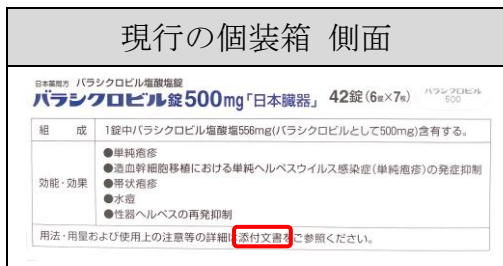 現行の個装箱 側面
日本薬局方 バラシクロビル塩酸塩錠
バラシクロビル錠500mg「日本臓器」 42錠(6錠×7枚)
バラシクロビル
500
組 成 1錠中バラシクロビル塩酸塩556mg(バラシクロビルとして500mg)含有する。
効能・効果
●単純疱疹
●造血幹細胞移植における単純ヘルペスウイルス感染症(単純疱疹)の発症抑制
●帯状疱疹
●水痘
●性器ヘルペスの再発抑制
用法・用量および使用上の注意等の詳細は添付文書をご参照ください。